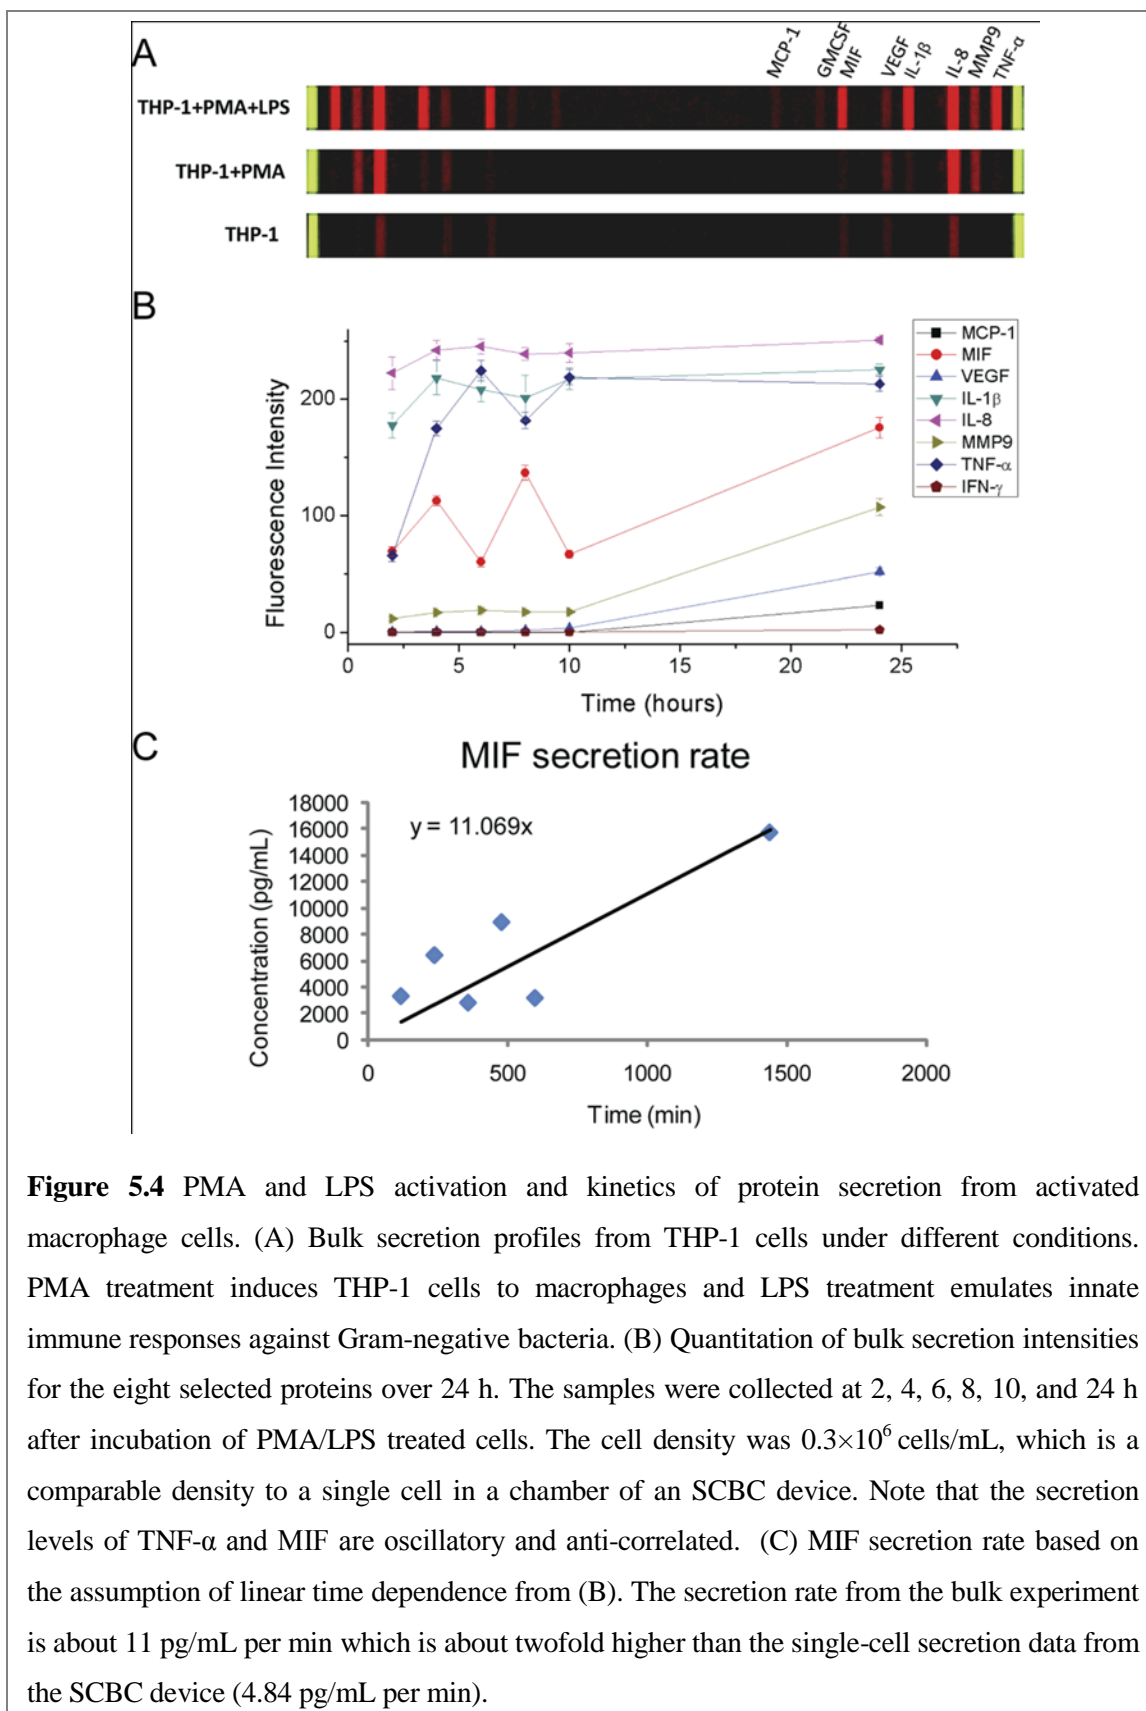 A
MCP-1
GMCSF
MIF
VEGF
IL-1β
IL-8
MMP9
TNF-α
THP-1+PMA+LPS
THP-1+PMA
THP-1
B
Fluorescence Intensity
200
100
0
0 5 10 15 20 25
Time (hours)
MCP-1
MIF
VEGF
IL-1β
IL-8
MMP9
TNF-α
IFN-γ
C
MIF secretion rate
y = 11.069x
Concentration (pg/mL)
18000
16000
14000
12000
10000
8000
6000
4000
2000
0
0 500 1000 1500 2000
Time (min)
Figure 5.4 PMA and LPS activation and kinetics of protein secretion from activated
macrophage cells. (A) Bulk secretion profiles from THP-1 cells under different conditions.
PMA treatment induces THP-1 cells to macrophages and LPS treatment emulates innate
immune responses against Gram-negative bacteria. (B) Quantitation of bulk secretion intensities
for the eight selected proteins over 24 h. The samples were collected at 2, 4, 6, 8, 10, and 24 h
after incubation of PMA/LPS treated cells. The cell density was 0.3×10⁶ cells/mL, which is a
comparable density to a single cell in a chamber of an SCBC device. Note that the secretion
levels of TNF-α and MIF are oscillatory and anti-correlated. (C) MIF secretion rate based on
the assumption of linear time dependence from (B). The secretion rate from the bulk experiment
is about 11 pg/mL per min which is about twofold higher than the single-cell secretion data from
the SCBC device (4.84 pg/mL per min).